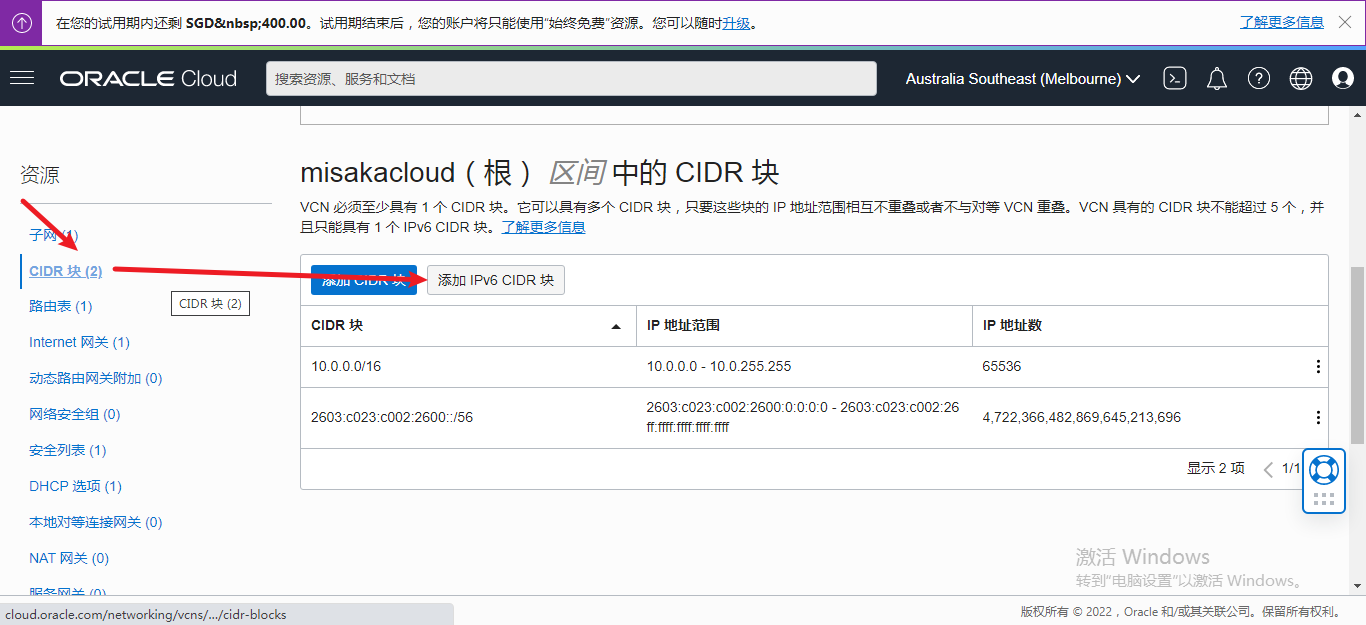 在您的试用期内还剩 SGD&nbsp;400.00。试用期结束后，您的账户将只能使用“始终免费”资源。您可以随时升级。
了解更多信息
ORACLE Cloud
搜索资源、服务和文档
Australia Southeast (Melbourne)
资源
子网 (1)
CIDR 块 (2)
CIDR 块 (2)
路由表 (1)
Internet 网关 (1)
动态路由网关附加 (0)
网络安全组 (0)
安全列表 (1)
DHCP 选项 (1)
本地对等连接网关 (0)
NAT 网关 (0)
服务网关 (0)
misakacloud（根） 区间 中的 CIDR 块
VCN 必须至少具有 1 个 CIDR 块。它可以具有多个 CIDR 块，只要这些块的 IP 地址范围相互不重叠或者不与对等 VCN 重叠。VCN 具有的 CIDR 块不能超过 5 个，并
且只能具有 1 个 IPv6 CIDR 块。了解更多信息
添加 CIDR 块
添加 IPv6 CIDR 块
CIDR 块
IP 地址范围
IP 地址数
10.0.0.0/16
10.0.0.0 - 10.0.255.255
65536
2603:c023:c002:2600::/56
2603:c023:c002:2600:0:0:0:0 - 2603:c023:c002:26
ff:ffff:ffff:ffff:ffff
4,722,366,482,869,645,213,696
显示 2 项
1/1
激活 Windows
转到“电脑设置”以激活 Windows。
cloud.oracle.com/networking/vcns/.../cidr-blocks
版权所有 © 2022，Oracle 和/或其关联公司。保留所有权利。